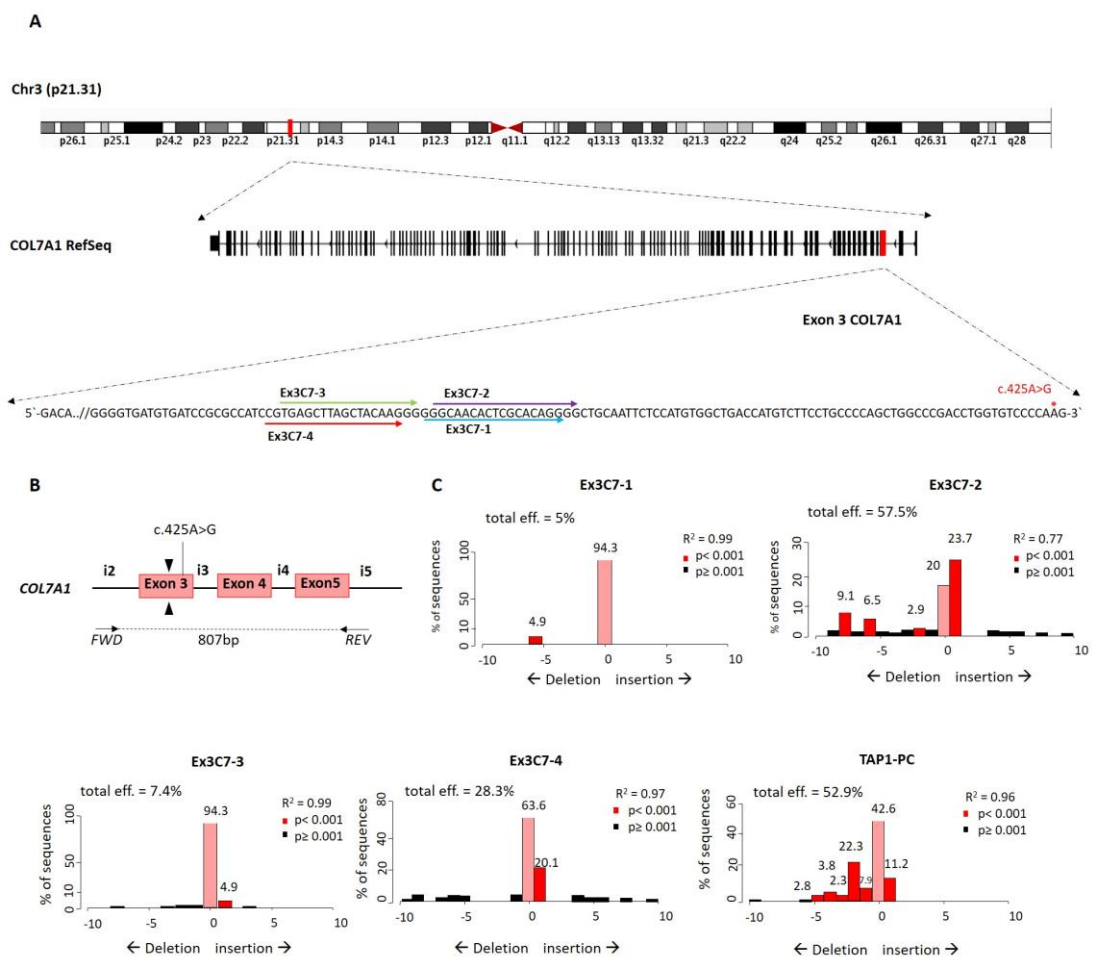 A
Chr3 (p21.31)
p26.1 p25.1 p24.2 p23 p22.2 p21.31 p14.3 p14.1 p12.3 p12.1 q11.1 q12.2 q13.13 q13.32 q21.3 q22.2 q24 q25.2 q26.1 q26.31 q27.1 q28
COL7A1 RefSeq
Exon 3 COL7A1
c.425A>G
*
Ex3C7-3 Ex3C7-2
5`-GACA..//GGGGTGATGTGATCCGCGCCATCCGTGAGCTTAGCTACAAGGGGGGCAACACTCGCACAGGGGGCTGCAATTCTCCATGTGGCTGACCATGTCTTCCTGCCCCAGCTGGCCCGACCTGGTGTCCCCAAG-3`
Ex3C7-4 Ex3C7-1
B
c.425A>G
COL7A1 i2 Exon 3 i3 Exon 4 i4 Exon5 i5
FWD 807bp REV
C
Ex3C7-1
total eff. = 5%
R² = 0.99
p< 0.001
p≥ 0.001
% of sequences
100
50
10
0
94.3
4.9
-10 -5 0 10
← Deletion insertion →
Ex3C7-2
total eff. = 57.5%
R² = 0.77
p< 0.001
p≥ 0.001
% of sequences
30
20
10
0
9.1 6.5 2.9 20 23.7
-10 -5 0 5 10
← Deletion insertion →
Ex3C7-3
total eff. = 7.4%
R² = 0.99
p< 0.001
p≥ 0.001
% of sequences
100
50
10
0
94.3
4.9
-10 -5 0 5 10
← Deletion insertion →
Ex3C7-4
total eff. = 28.3%
R² = 0.97
p< 0.001
p≥ 0.001
% of sequences
80
40
20
0
63.6
20.1
-10 -5 0 5 10
← Deletion insertion →
TAP1-PC
total eff. = 52.9%
R² = 0.96
p< 0.001
p≥ 0.001
% of sequences
60
40
20
0
2.8 3.8 2.3 22.3 7.9 42.6 11.2
-10 -5 0 5 10
← Deletion insertion →